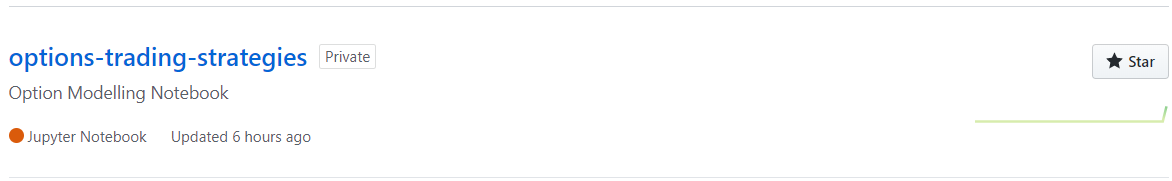 options-trading-strategies Private
Star
Option Modelling Notebook
Jupyter Notebook Updated 6 hours ago